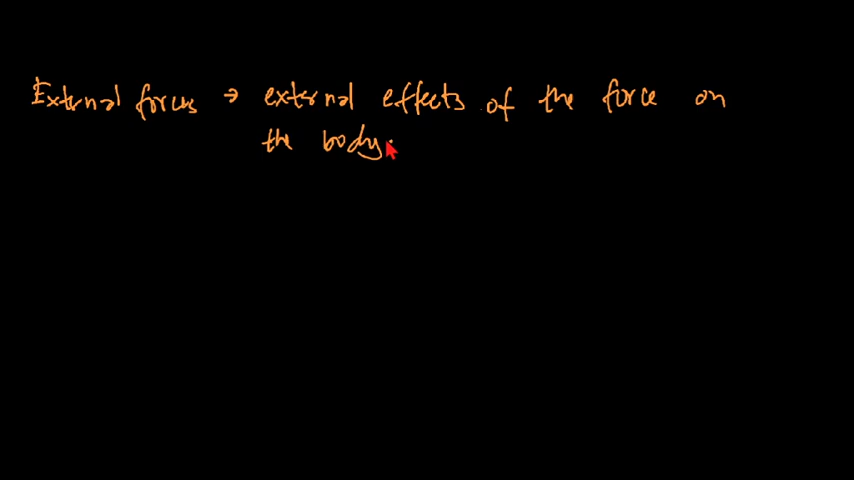 External forces → external effects of the force on
the body.